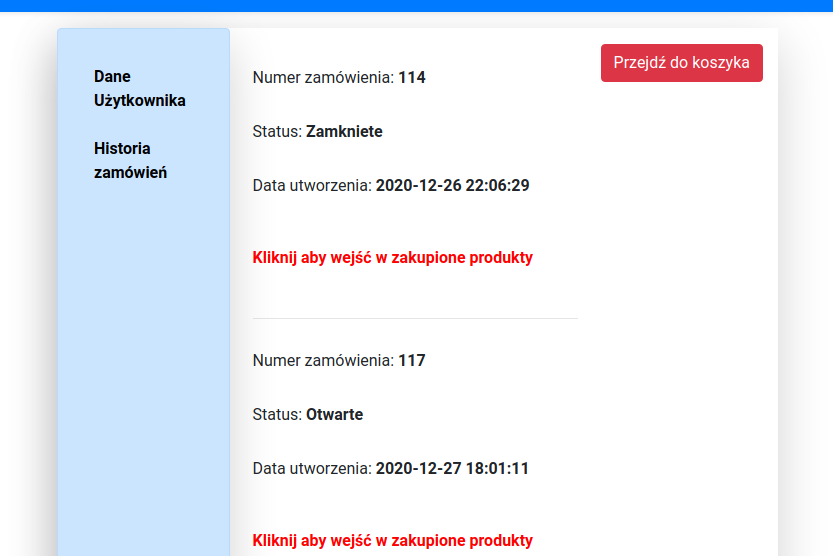 Dane
Użytkownika
Historia
zamówień
Przejdź do koszyka
Numer zamówienia: 114
Status: Zamkniete
Data utworzenia: 2020-12-26 22:06:29
Kliknij aby wejść w zakupione produkty
Numer zamówienia: 117
Status: Otwarte
Data utworzenia: 2020-12-27 18:01:11
Kliknij aby wejść w zakupione produkty